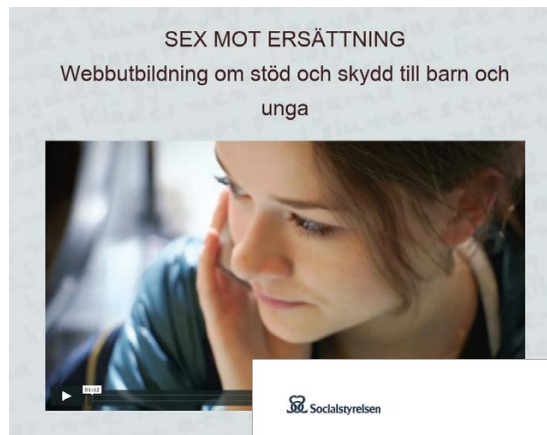 SEX MOT ERSÄTTNING
Webbutbildning om stöd och skydd till barn och
unga
01:12
Socialstyrelsen